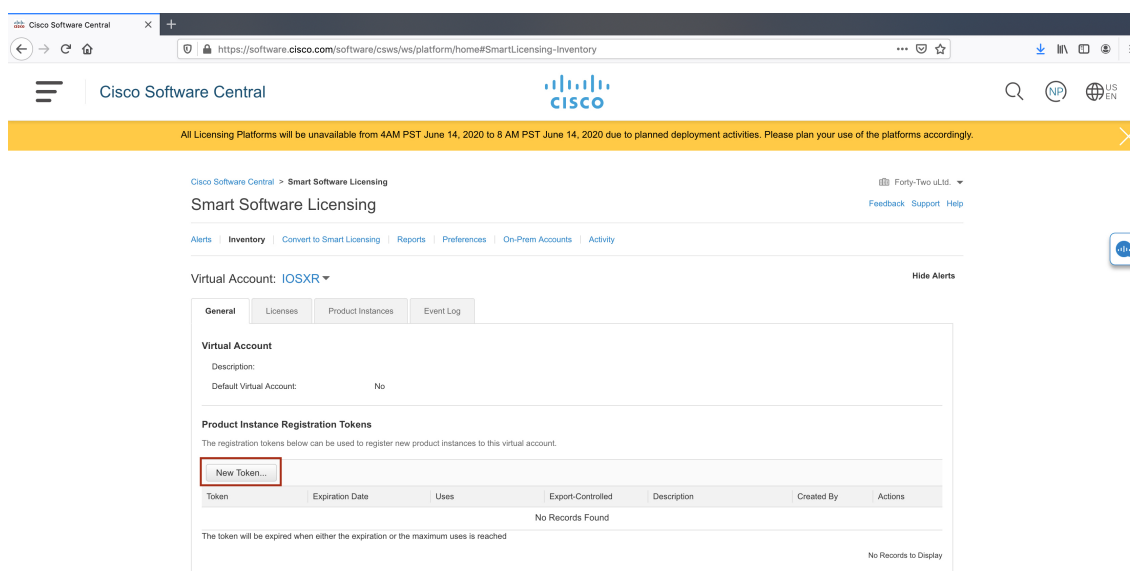 Cisco Software Central
https://software.cisco.com/software/csws/ws/platform/home#SmartLicensing-Inventory
Cisco Software Central
CISCO
NP
US
EN
All Licensing Platforms will be unavailable from 4AM PST June 14, 2020 to 8 AM PST June 14, 2020 due to planned deployment activities. Please plan your use of the platforms accordingly.
Cisco Software Central > Smart Software Licensing
Forty-Two uLtd.
Smart Software Licensing
Feedback Support Help
Alerts | Inventory | Convert to Smart Licensing | Reports | Preferences | On-Prem Accounts | Activity
Virtual Account: IOSXR
Hide Alerts
General Licenses Product Instances Event Log
Virtual Account
Description:
Default Virtual Account: No
Product Instance Registration Tokens
The registration tokens below can be used to register new product instances to this virtual account.
New Token...
Token Expiration Date Uses Export-Controlled Description Created By Actions
No Records Found
The token will be expired when either the expiration or the maximum uses is reached
No Records to Display